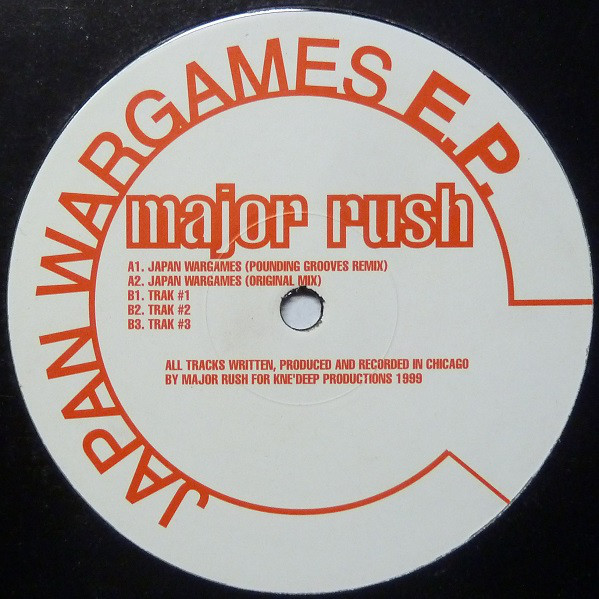 JAPAN WARGAMES E.P.
major rush
A1. JAPAN WARGAMES (POUNDING GROOVES REMIX)
A2. JAPAN WARGAMES (ORIGINAL MIX)
B1. TRAK #1
B2. TRAK #2
B3. TRAK #3
ALL TRACKS WRITTEN, PRODUCED AND RECORDED IN CHICAGO
BY MAJOR RUSH FOR KNE'DEEP PRODUCTIONS 1999